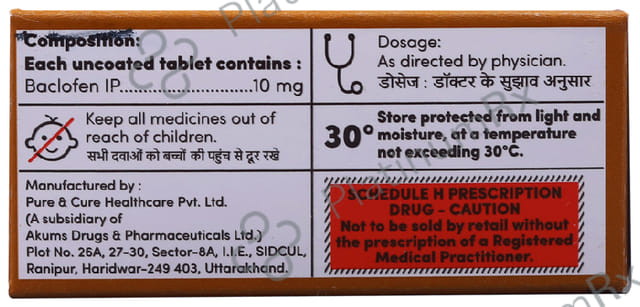 Composition:
Each uncoated tablet contains :
Baclofen IP............................10 mg
Dosage:
As directed by physician.
डोसेज : डॉक्टर के सुझाव अनुसार
Keep all medicines out of
reach of children.
सभी दवाओं को बच्चों की पहुंच से दूर रखे
30°
Store protected from light and
moisture, at a temperature
not exceeding 30°C.
Manufactured by :
Pure & Cure Healthcare Pvt. Ltd.
(A subsidiary of
Akums Drugs & Pharmaceuticals Ltd.)
Plot No. 26A, 27-30, Sector-8A, I.I.E., SIDCUL,
Ranipur, Haridwar-249 403, Uttarakhand.
SCHEDULE H PRESCRIPTION
DRUG - CAUTION
Not to be sold by retail without
the prescription of a Registered
Medical Practitioner.
PlatinumRx
PlatinumRx